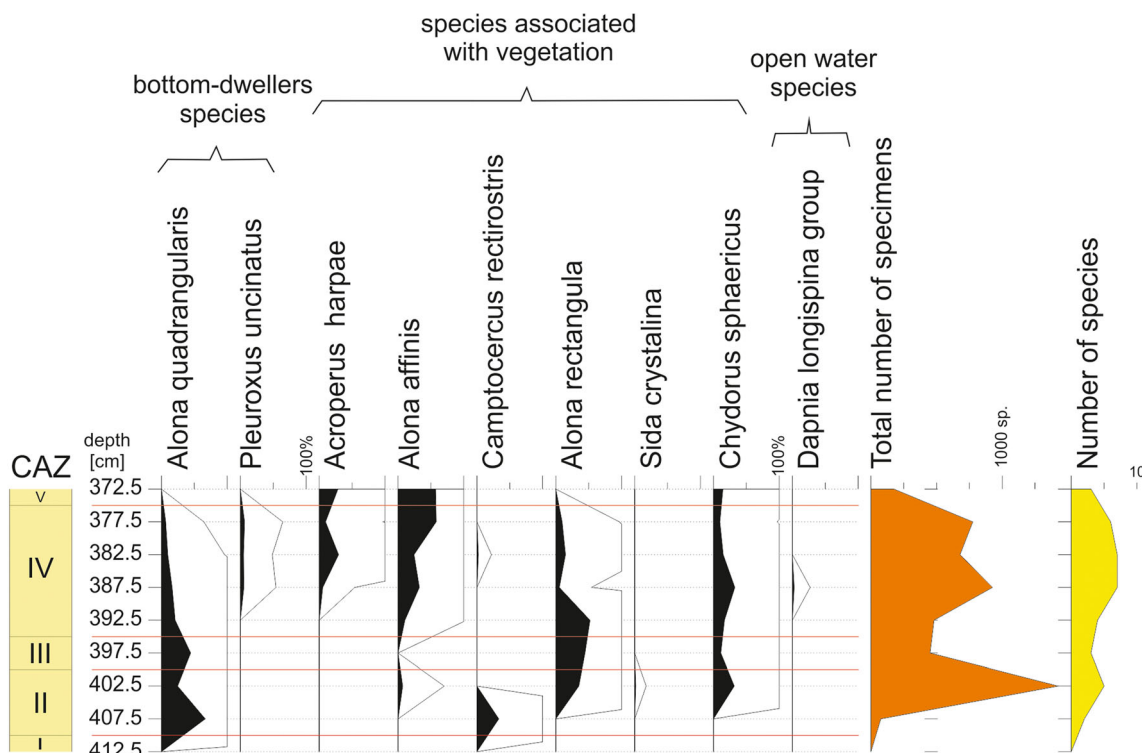 species associated
with vegetation
bottom-dwellers
species
open water
species
Alona quadrangularis
Pleuroxus uncinatus
100%
Acroperus harpae
Alona affinis
Camptocercus rectirostris
Alona rectangula
Sida crystalina
Chydorus sphaericus
100%
Dapnia longispina group
Total number of specimens
1000 sp.
Number of species
10
CAZ
depth
[cm]
V
IV
III
II
I
372.5
377.5
382.5
387.5
392.5
397.5
402.5
407.5
412.5